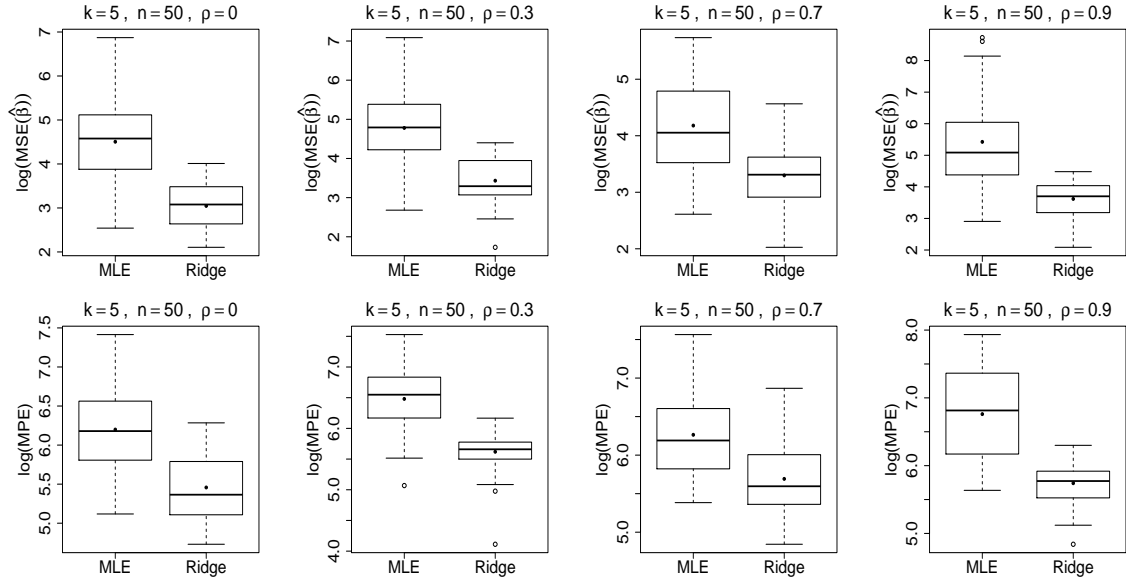 k = 5 , n = 50 , ρ = 0
k = 5 , n = 50 , ρ = 0.3
k = 5 , n = 50 , ρ = 0.7
k = 5 , n = 50 , ρ = 0.9
log(MSE(β̂))
7
6
5
4
3
2
MLE
Ridge
log(MSE(β̂))
7
6
5
4
3
2
MLE
Ridge
log(MSE(β̂))
5
4
3
2
MLE
Ridge
log(MSE(β̂))
8
7
6
5
4
3
2
MLE
Ridge
k = 5 , n = 50 , ρ = 0
k = 5 , n = 50 , ρ = 0.3
k = 5 , n = 50 , ρ = 0.7
k = 5 , n = 50 , ρ = 0.9
log(MPE)
7.5
7.0
6.5
6.0
5.5
5.0
MLE
Ridge
log(MPE)
7.0
6.0
5.0
4.0
MLE
Ridge
log(MPE)
7.0
6.0
5.0
MLE
Ridge
log(MPE)
8.0
7.0
6.0
5.0
MLE
Ridge